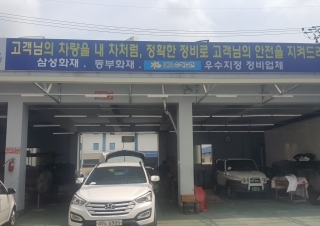 고객님의 차량을 내 차처럼, 정확한 정비로 고객님의 안전을 지켜드
삼성화재. 동부화재. 우수지정 정비업체